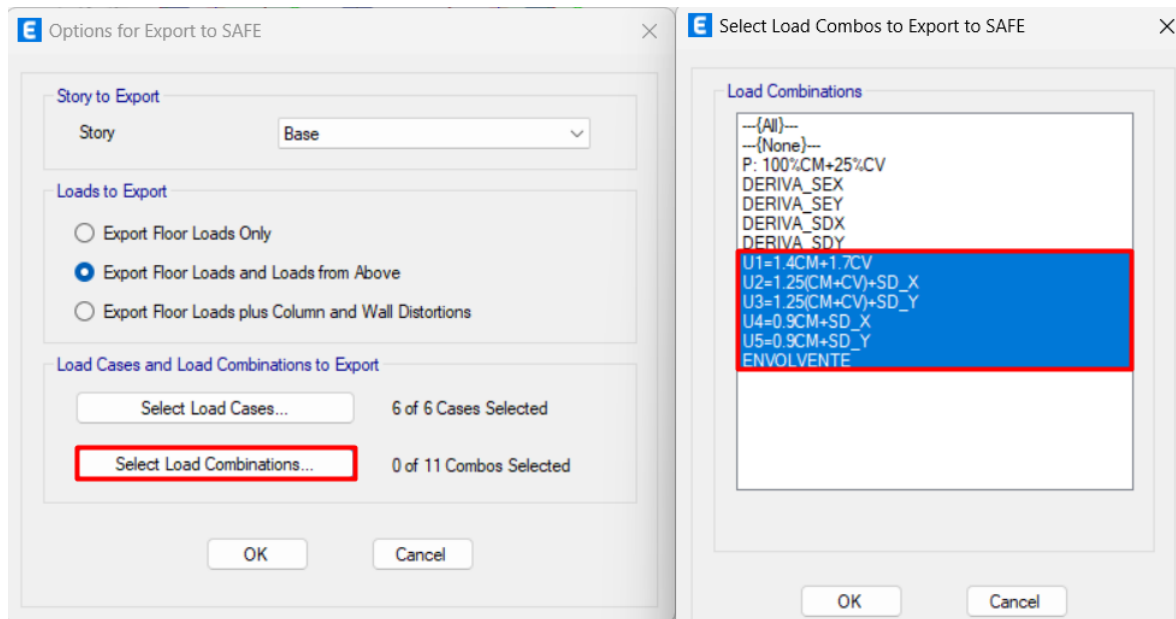 E Options for Export to SAFE
Story to Export
Story Base
Loads to Export
Export Floor Loads Only
Export Floor Loads and Loads from Above
Export Floor Loads plus Column and Wall Distortions
Load Cases and Load Combinations to Export
Select Load Cases... 6 of 6 Cases Selected
Select Load Combinations... 0 of 11 Combos Selected
OK Cancel
E Select Load Combos to Export to SAFE
Load Combinations
---{All}---
---{None}---
P: 100%CM+25%CV
DERIVA_SEX
DERIVA_SEY
DERIVA_SDX
DERIVA_SDY
U1=1.4CM+1.7CV
U2=1.25(CM+CV)+SD_X
U3=1.25(CM+CV)+SD_Y
U4=0.9CM+SD_X
U5=0.9CM+SD_Y
ENVOLVENTE
OK Cancel